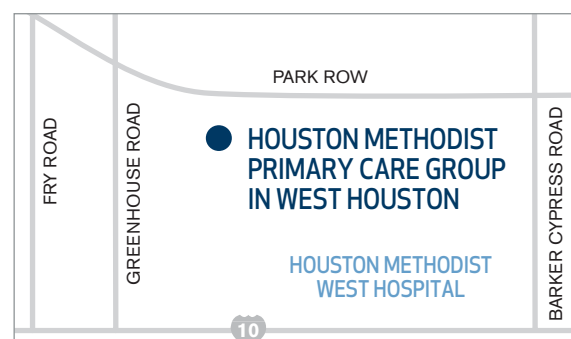 PARK ROW
FRY ROAD
GREENHOUSE ROAD
HOUSTON METHODIST
PRIMARY CARE GROUP
IN WEST HOUSTON
BARKER CYPRESS ROAD
HOUSTON METHODIST
WEST HOSPITAL
10